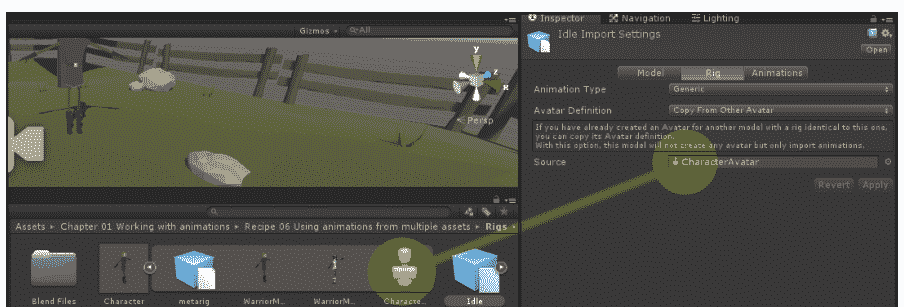 Inspector Navigation Lighting
Gizmos All
Idle Import Settings
Open
Model Rig Animations
Animation Type Generic
Avatar Definition Copy From Other Avatar
If you have already created an Avatar for another model with a rig identical to this one,
you can copy its Avatar definition.
With this option, this model will not create any avatar but only import animations.
Source CharacterAvatar
Revert Apply
y
z
x
Persp
Assets ▸ Chapter 01 Working with animations ▸ Recipe 06 Using animations from multiple assets ▸ Rigs
Blend Files Character metarig WarriorM... WarriorM... Characte... Idle